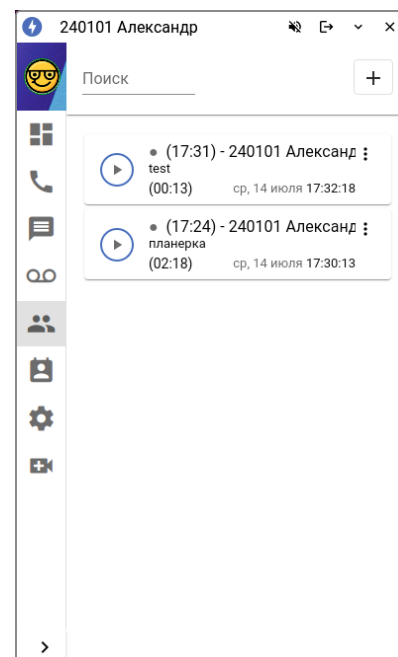 240101 Александр
Поиск
(17:31) - 240101 Александ
test
(00:13) ср, 14 июля 17:32:18
(17:24) - 240101 Александ
планерка
(02:18) ср, 14 июля 17:30:13